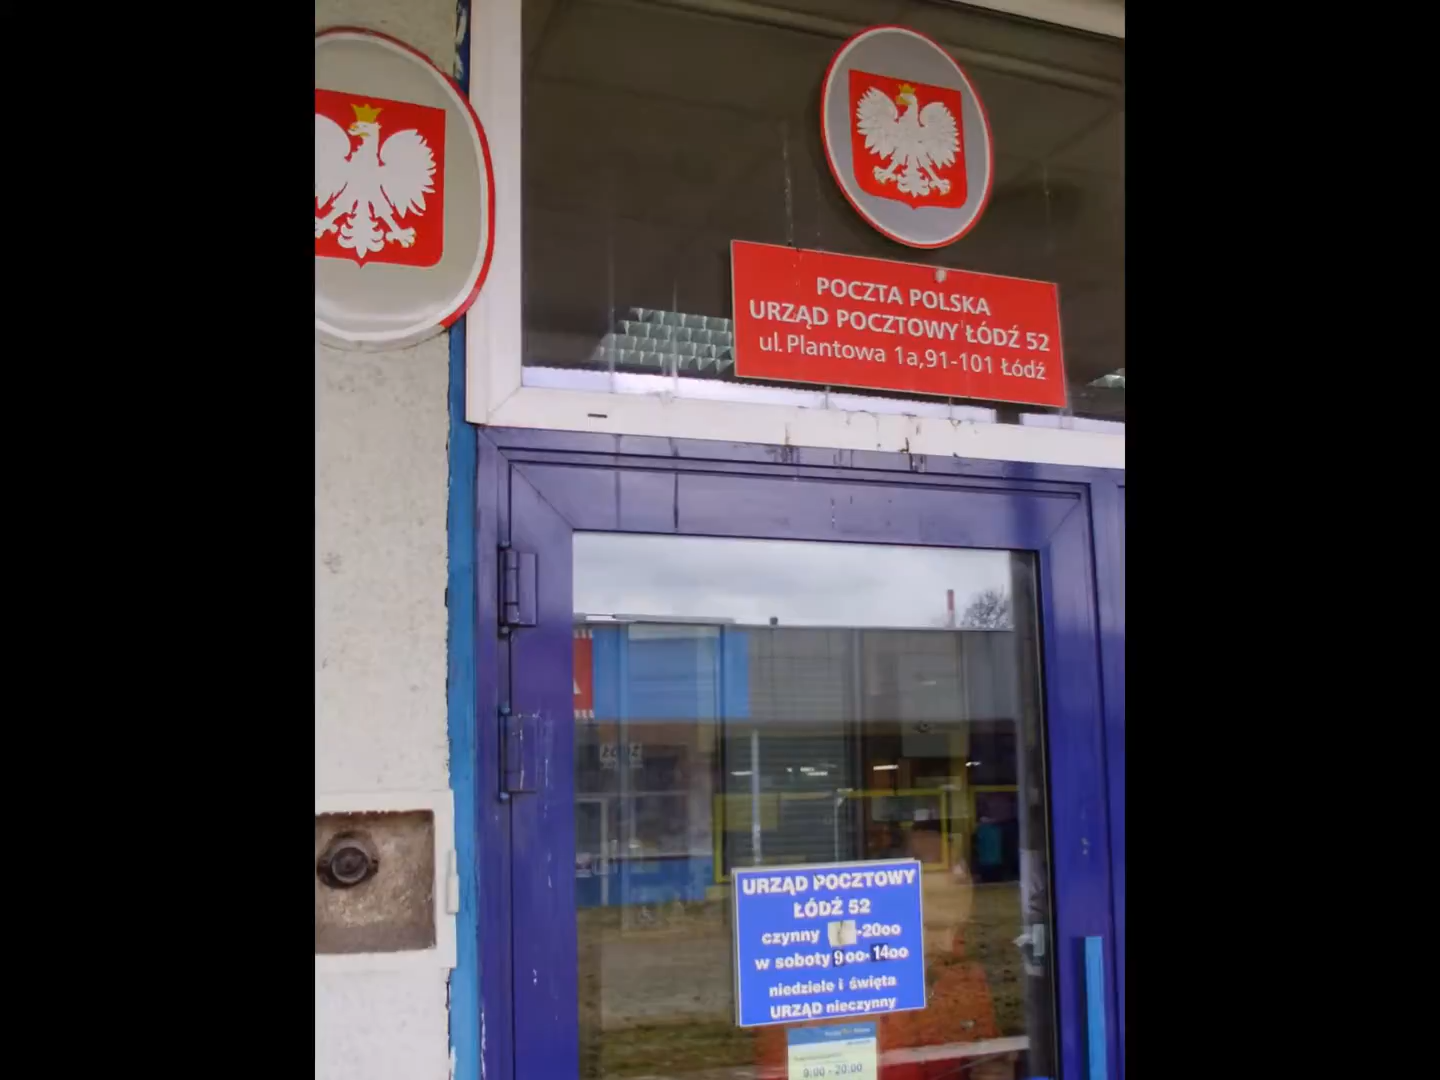 POCZTA POLSKA
URZĄD POCZTOWY ŁÓDŹ 52
ul. Plantowa 1a, 91-101 Łódź
URZĄD POCZTOWY
ŁÓDŹ 52
czynny -20oo
w soboty 9oo-14oo
niedziele i święta
URZĄD nieczynny
9:00 - 20:00